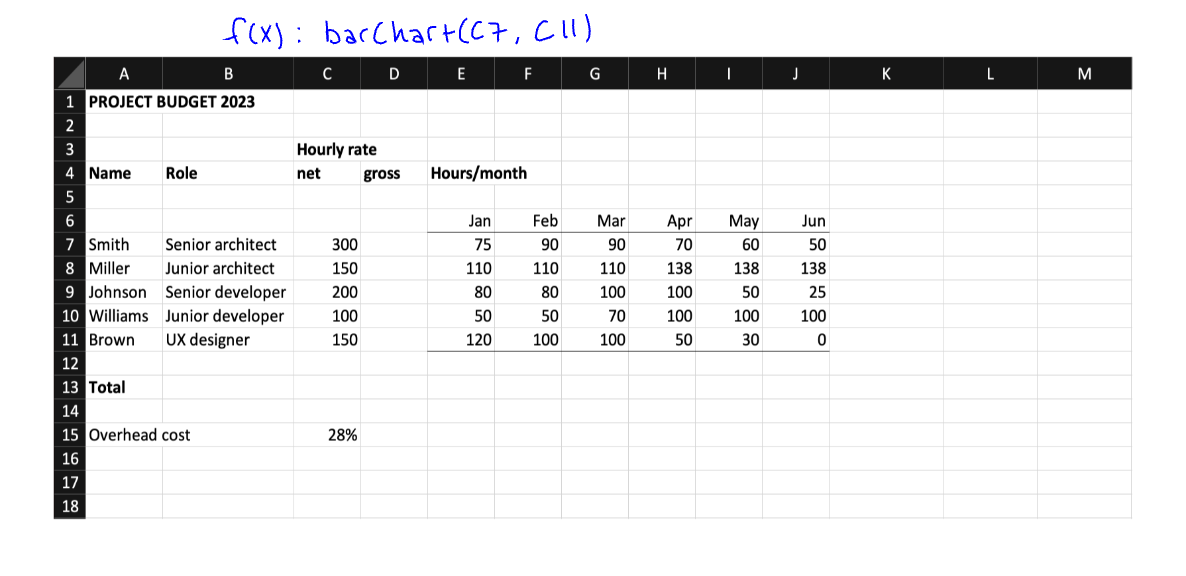 f(x): barChart(C7, C11)
A B C D E F G H I J K L M
1 PROJECT BUDGET 2023
2
3 Hourly rate
4 Name Role net gross Hours/month
5
6 Jan Feb Mar Apr May Jun
7 Smith Senior architect 300 75 90 90 70 60 50
8 Miller Junior architect 150 110 110 110 138 138 138
9 Johnson Senior developer 200 80 80 100 100 50 25
10 Williams Junior developer 100 50 50 70 100 100 100
11 Brown UX designer 150 120 100 100 50 30 0
12
13 Total
14
15 Overhead cost 28%
16
17
18